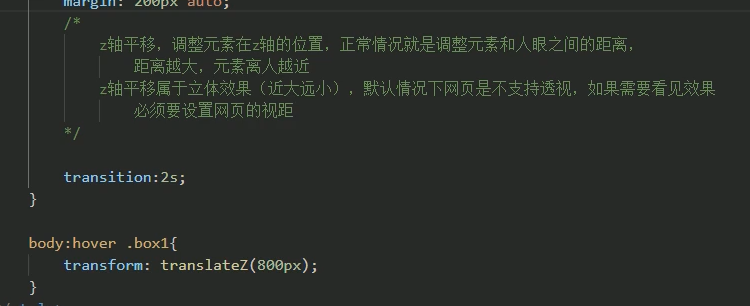 margin: 200px auto;
/*
z轴平移，调整元素在z轴的位置，正常情况就是调整元素和人眼之间的距离，
距离越大，元素离人越近
z轴平移属于立体效果（近大远小），默认情况下网页是不支持透视，如果需要看见效果
必须要设置网页的视距
*/
transition:2s;
}
body:hover .box1{
transform: translateZ(800px);
}